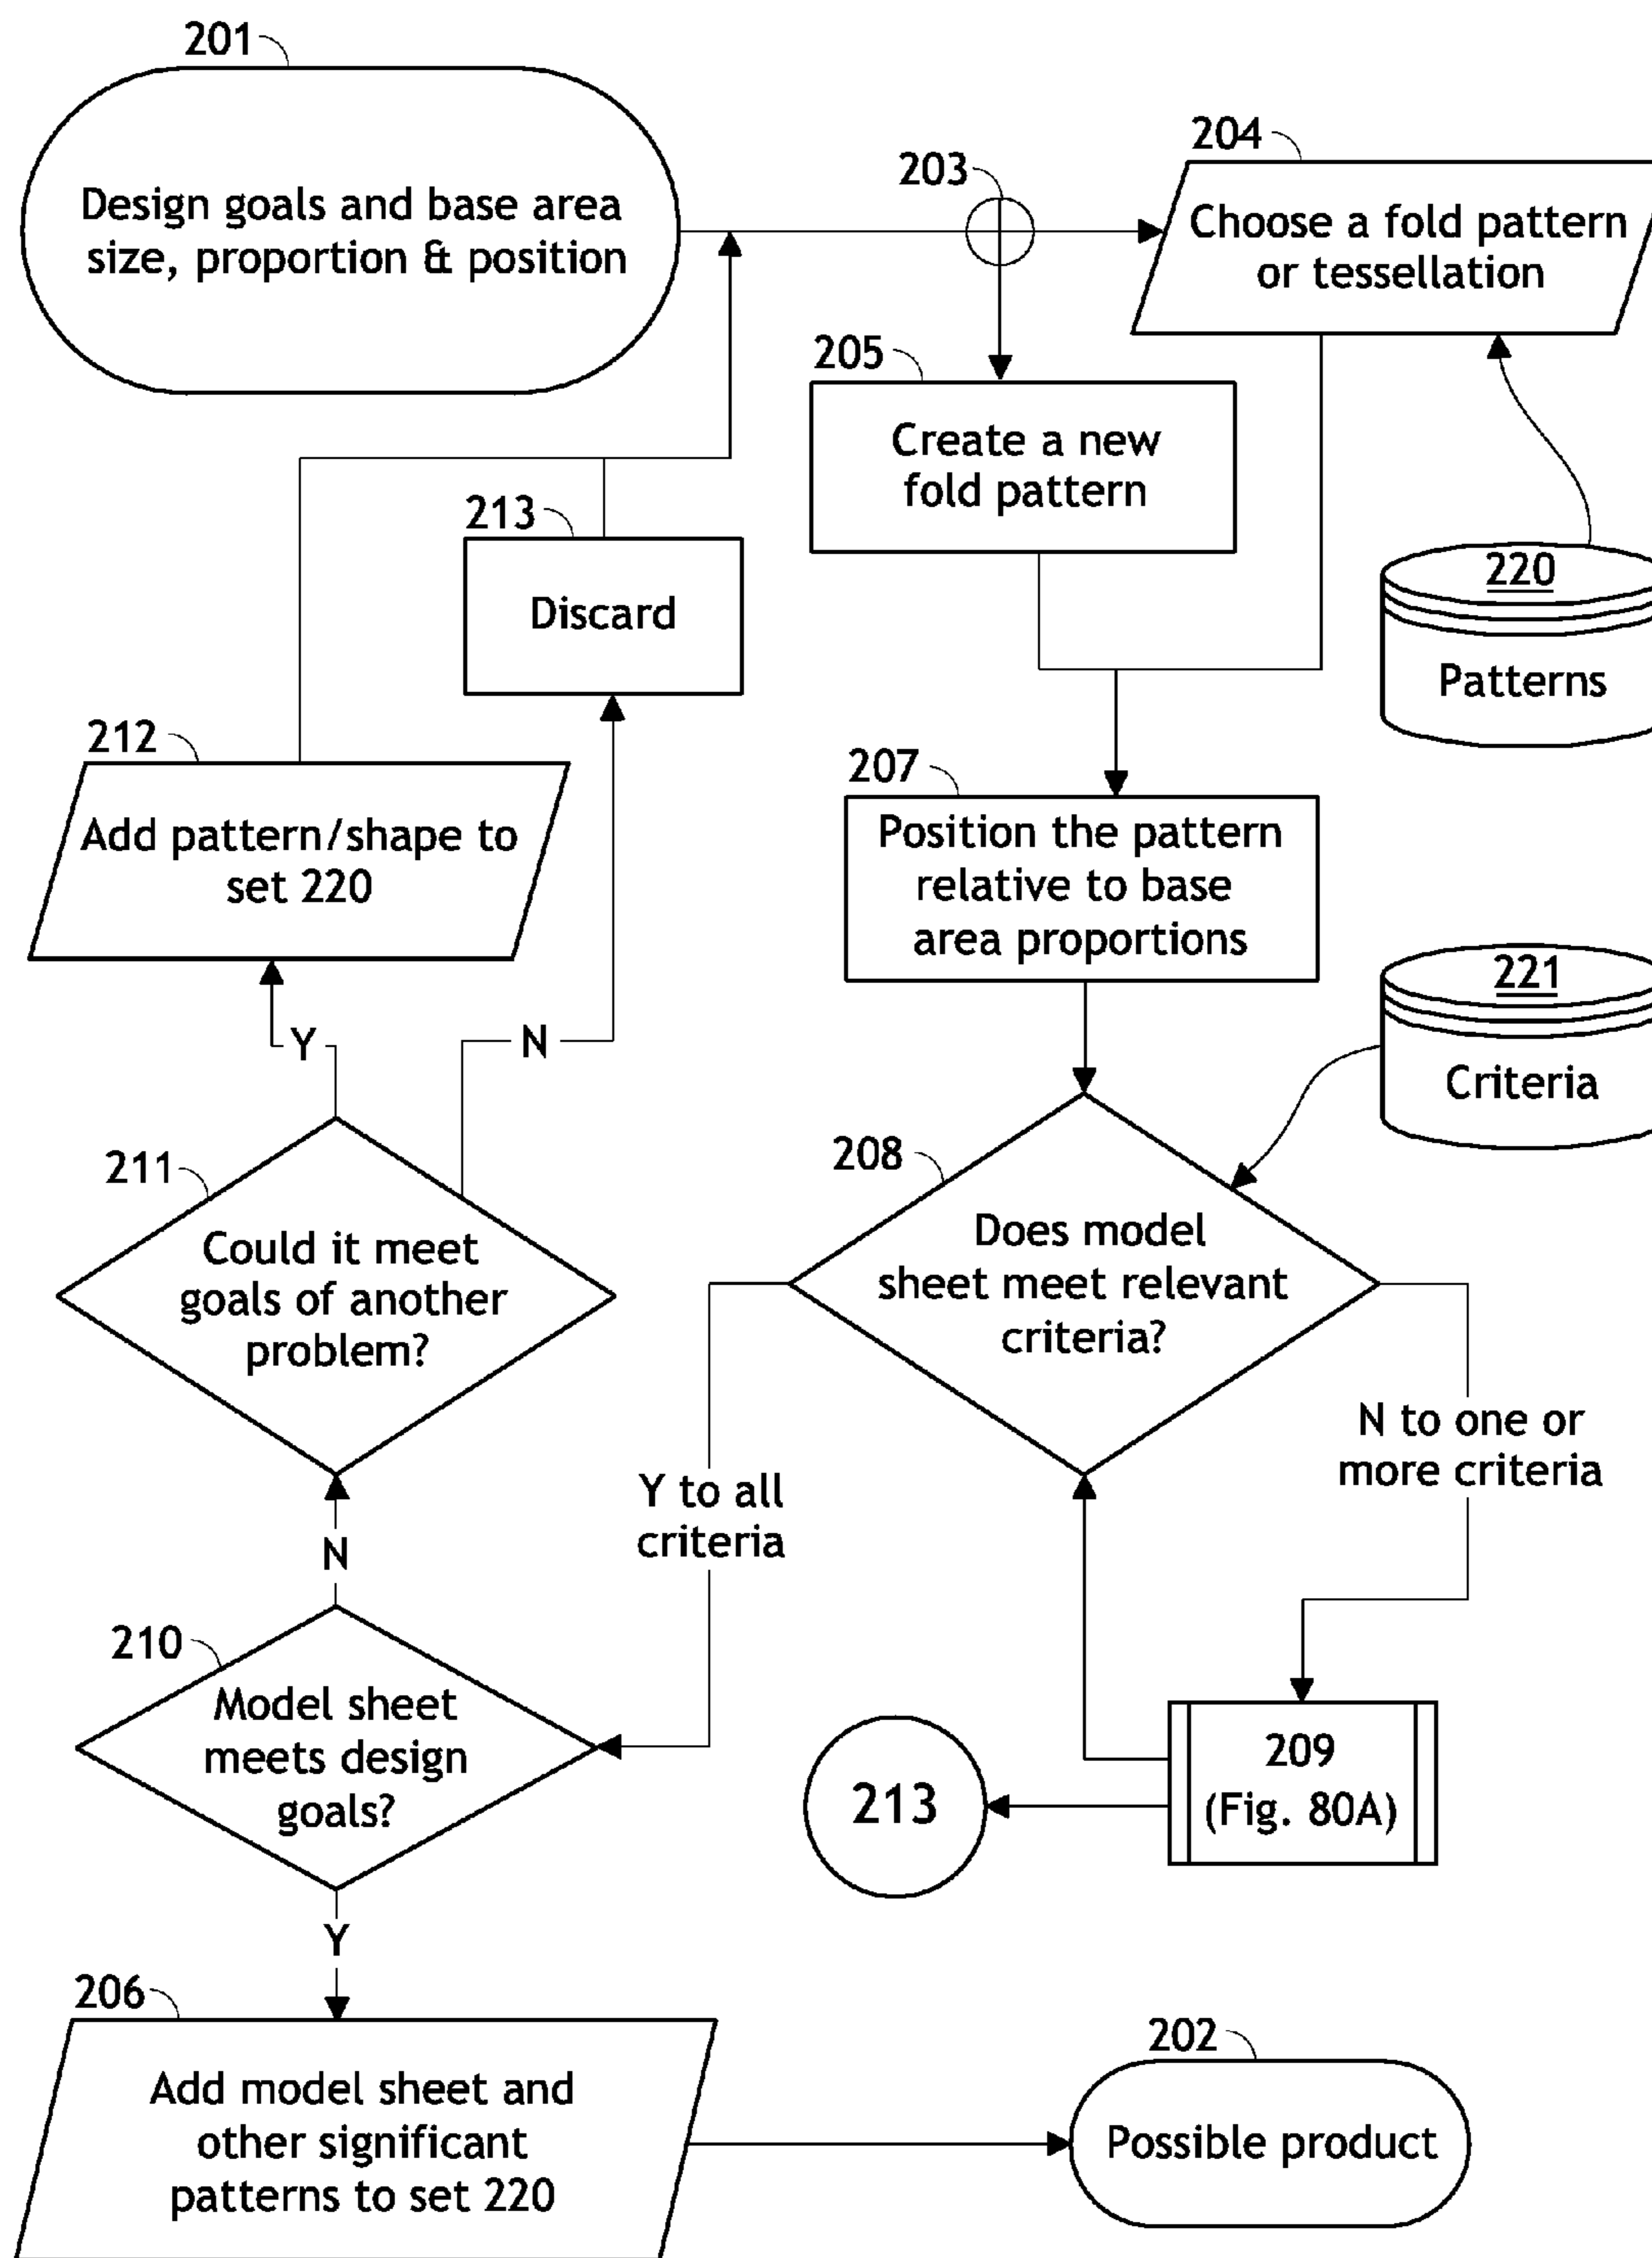 201
Design goals and base area
size, proportion & position
203
204
Choose a fold pattern
or tessellation
205
Create a new
fold pattern
213
Discard
220
Patterns
212
Add pattern/shape to
set 220
207
Position the pattern
relative to base
area proportions
221
Criteria
Y
N
211
Could it meet
goals of another
problem?
208
Does model
sheet meet relevant
criteria?
N to one or
more criteria
Y to all
criteria
N
210
Model sheet
meets design
goals?
209
(Fig. 80A)
213
Y
206
Add model sheet and
other significant
patterns to set 220
202
Possible product